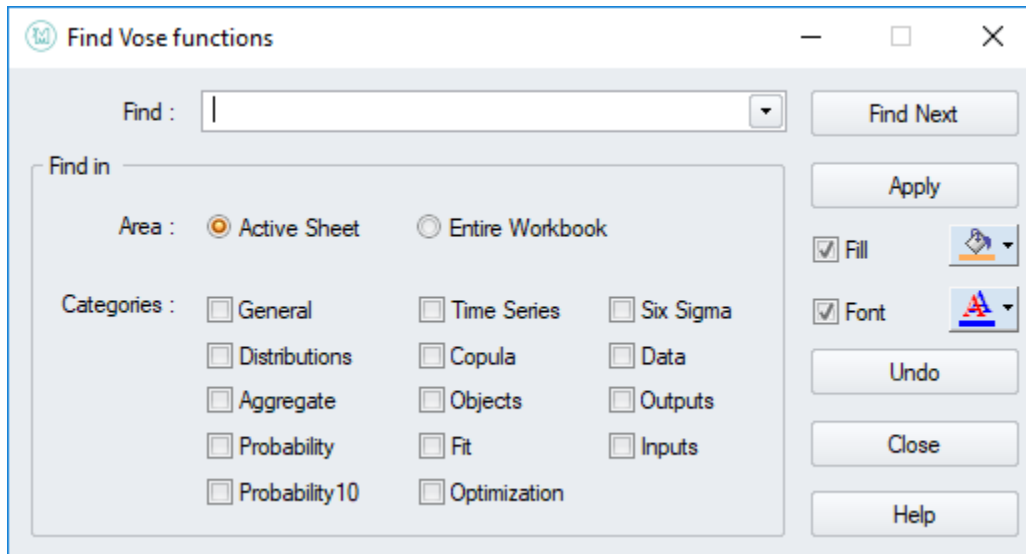 Find Vose functions
Find :
Find Next
Find in
Apply
Area : Active Sheet Entire Workbook
Fill
Categories : General Time Series Six Sigma
Font
Distributions Copula Data
Undo
Aggregate Objects Outputs
Probability Fit Inputs
Close
Probability10 Optimization
Help